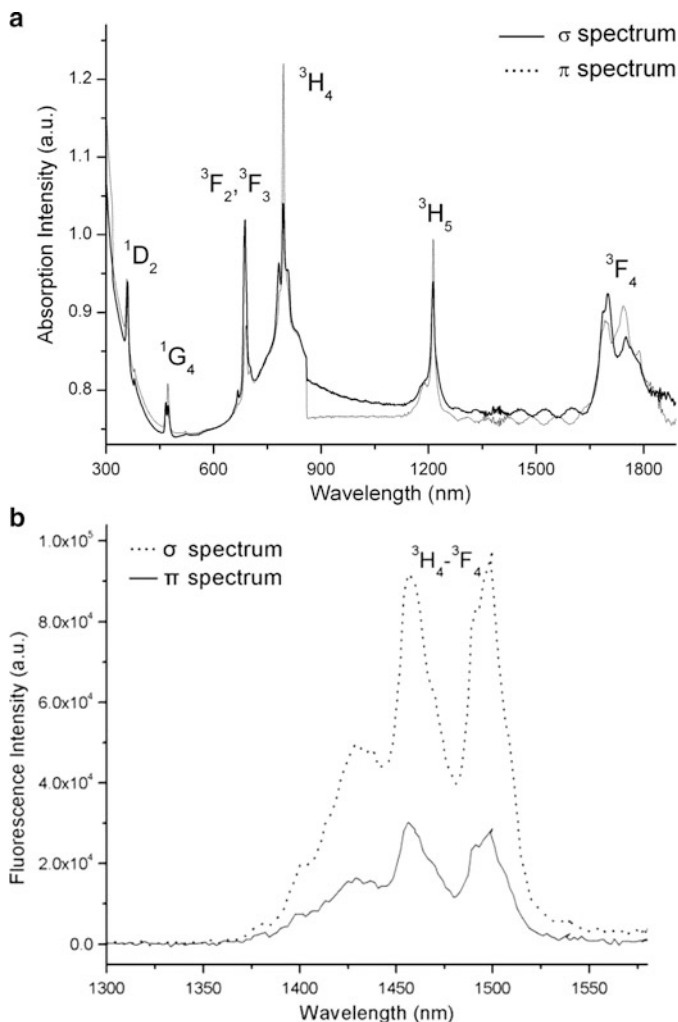 a
σ spectrum
π spectrum
³H₄
³F₂, ³F₃
¹D₂
¹G₄
³H₅
³F₄
Absorption Intensity (a.u.)
1.2
1.1
1.0
0.9
0.8
300 600 900 1200 1500 1800
Wavelength (nm)
b
σ spectrum
π spectrum
³H₄-³F₄
Fluorescence Intensity (a.u.)
1.0x10⁵
8.0x10⁴
6.0x10⁴
4.0x10⁴
2.0x10⁴
0.0
1300 1350 1400 1450 1500 1550
Wavelength (nm)